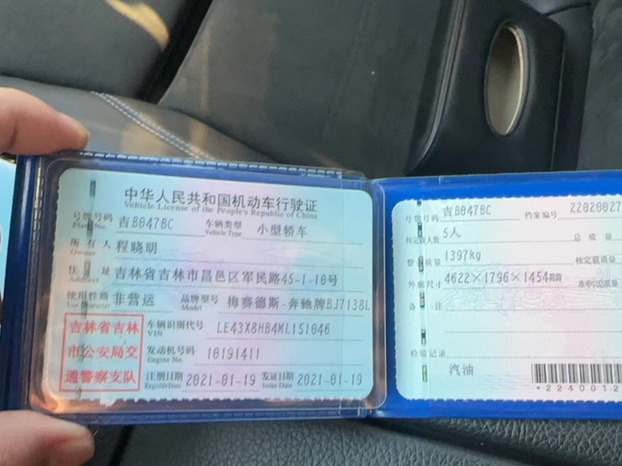 中华人民共和国机动车行驶证
Vehicle License of the People's Republic of China
号牌号码 吉B047BC 车辆类型 小型轿车
Plate No. Vehicle Type
所有人 程晓明
Owner
住址 吉林省吉林市昌邑区军民路45-1-18号
Address
使用性质 非营运 品牌型号 梅赛德斯-奔驰牌BJ7138L
Use Character Model
吉林省吉林
市公安局交
通警察支队
车辆识别代号 LE43X8HB4ML151046
VIN
发动机号码 10191411
Engine No.
注册日期 2021-01-19 发证日期 2021-01-19
Issue Date
号牌号码 吉B047BC 档案编号 22020027
核定载人数 5人 总质量
整备质量 1397kg 核定载质量
外廓尺寸 4622×1796×1454mm 准牵引总质量
备注
检验记录
汽油
*2240012